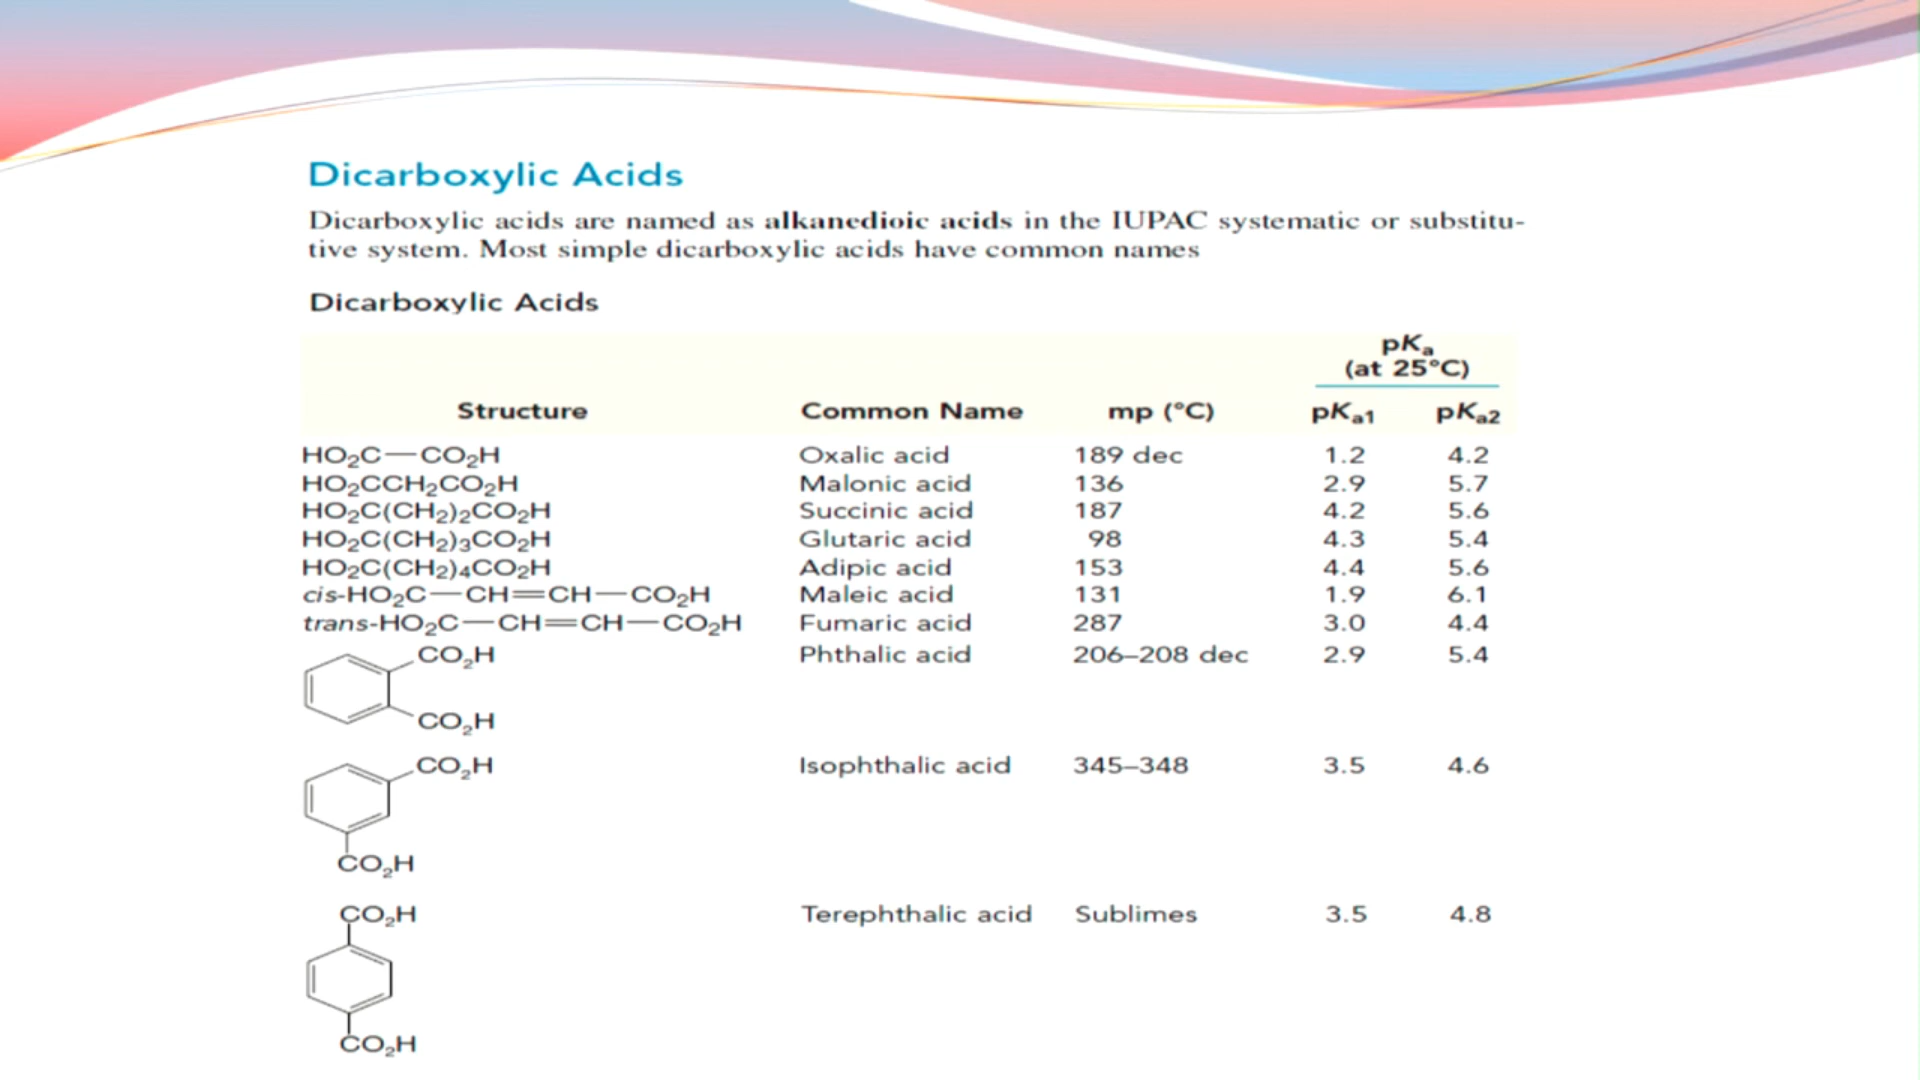 Dicarboxylic Acids
Dicarboxylic acids are named as alkanedioic acids in the IUPAC systematic or substitu-
tive system. Most simple dicarboxylic acids have common names
Dicarboxylic Acids
pKa
(at 25°C)
Structure Common Name mp (°C) pKa1 pKa2
HO2C—CO2H Oxalic acid 189 dec 1.2 4.2
HO2CCH2CO2H Malonic acid 136 2.9 5.7
HO2C(CH2)2CO2H Succinic acid 187 4.2 5.6
HO2C(CH2)3CO2H Glutaric acid 98 4.3 5.4
HO2C(CH2)4CO2H Adipic acid 153 4.4 5.6
cis-HO2C—CH=CH—CO2H Maleic acid 131 1.9 6.1
trans-HO2C—CH=CH—CO2H Fumaric acid 287 3.0 4.4
CO2H Phthalic acid 206–208 dec 2.9 5.4
CO2H
CO2H Isophthalic acid 345–348 3.5 4.6
CO2H
CO2H Terephthalic acid Sublimes 3.5 4.8
CO2H